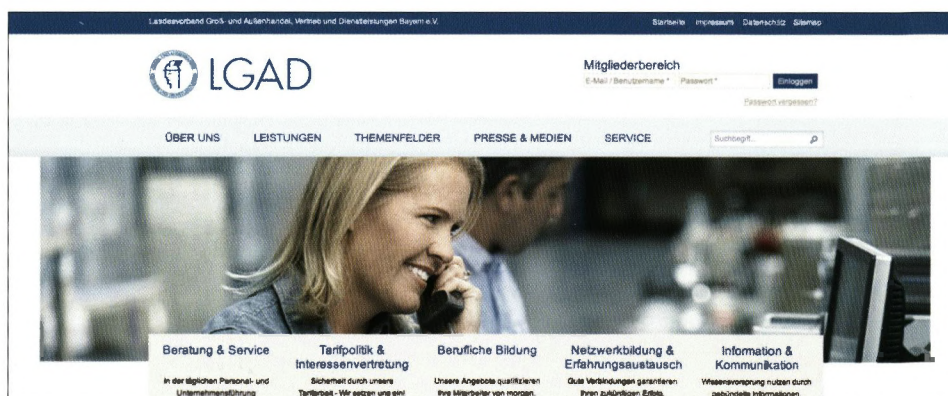 Landesverband Groß- und Außenhandel, Vertrieb und Dienstleistungen Bayern e.V.
Startseite Impressum Datenschutz Sitemap
LGAD
Mitgliederbereich
E-Mail / Benutzername * Passwort * Einloggen
Passwort vergessen?
ÜBER UNS LEISTUNGEN THEMENFELDER PRESSE & MEDIEN SERVICE Suchbegriff...
Beratung & Service
In der täglichen Personal- und
Unternehmensführung
Tarifpolitik &
Interessenvertretung
Sicherheit durch unsere
Tarifarbeit - Wir setzen uns ein!
Berufliche Bildung
Unsere Angebote qualifizieren
Ihre Mitarbeiter von morgen.
Netzwerkbildung &
Erfahrungsaustausch
Gute Verbindungen garantieren
Ihren zukünftigen Erfolg.
Information &
Kommunikation
Wissensvorsprung nutzen durch
gebündelte Informationen.